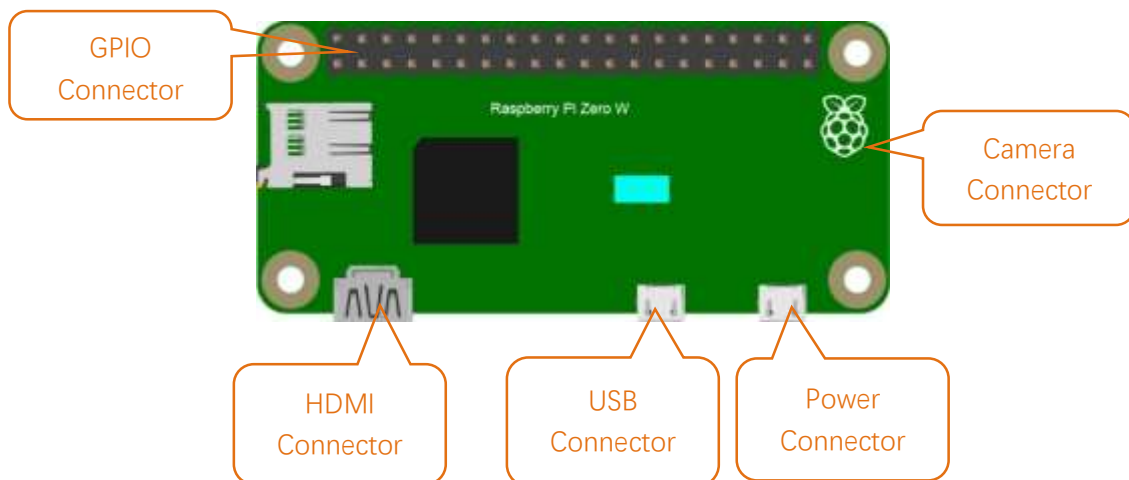 GPIO
Connector
Raspberry Pi Zero W
Camera
Connector
HDMI
Connector
USB
Connector
Power
Connector